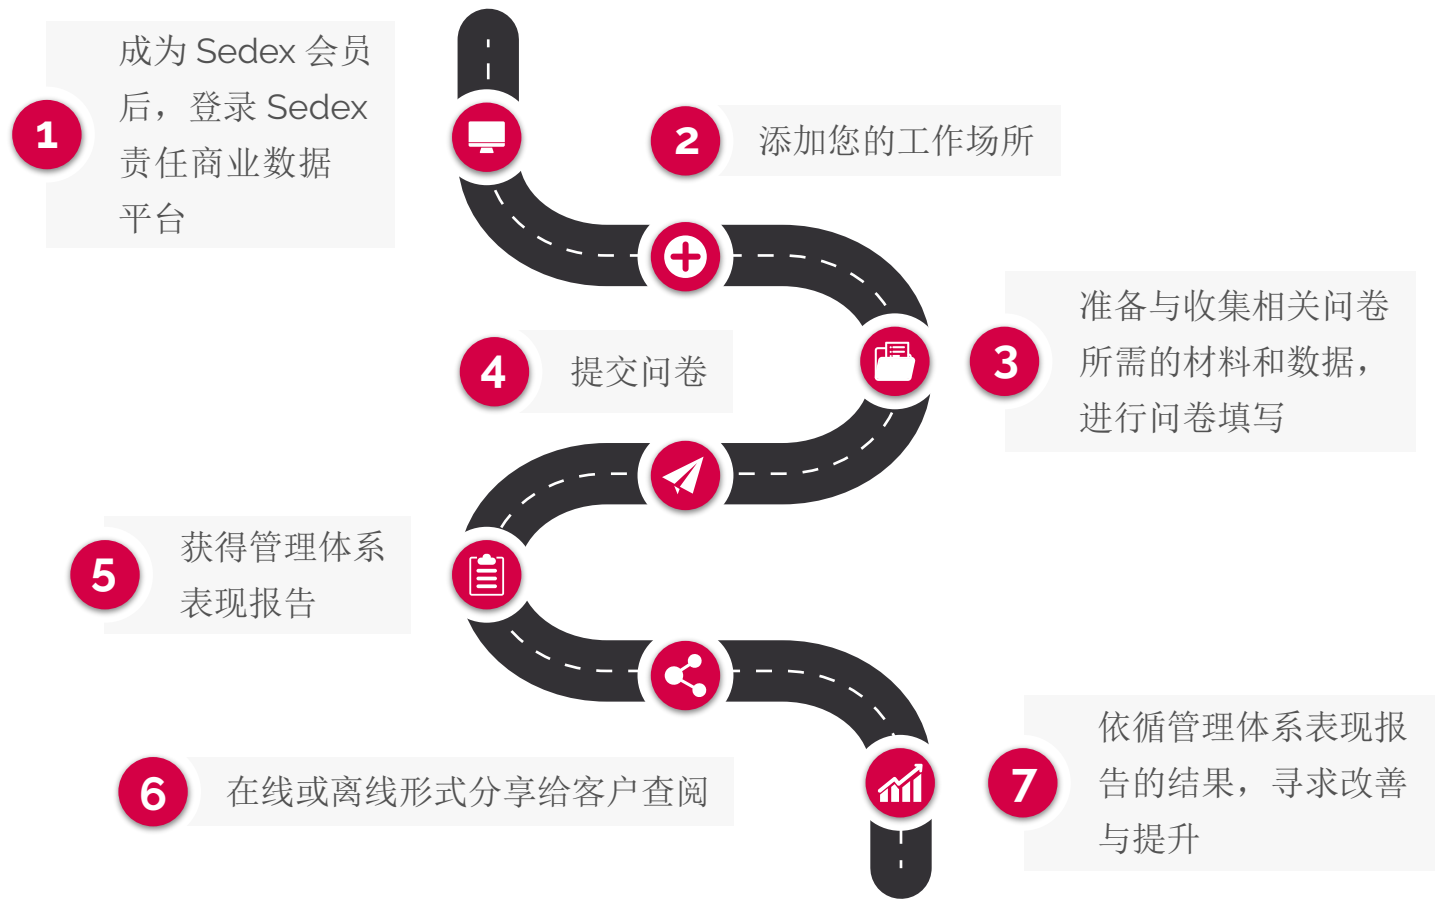 1
成为 Sedex 会员
后，登录 Sedex
责任商业数据
平台
2
添加您的工作场所
3
准备与收集相关问卷
所需的材料和数据，
进行问卷填写
4
提交问卷
5
获得管理体系
表现报告
6
在线或离线形式分享给客户查阅
7
依循管理体系表现报
告的结果，寻求改善
与提升